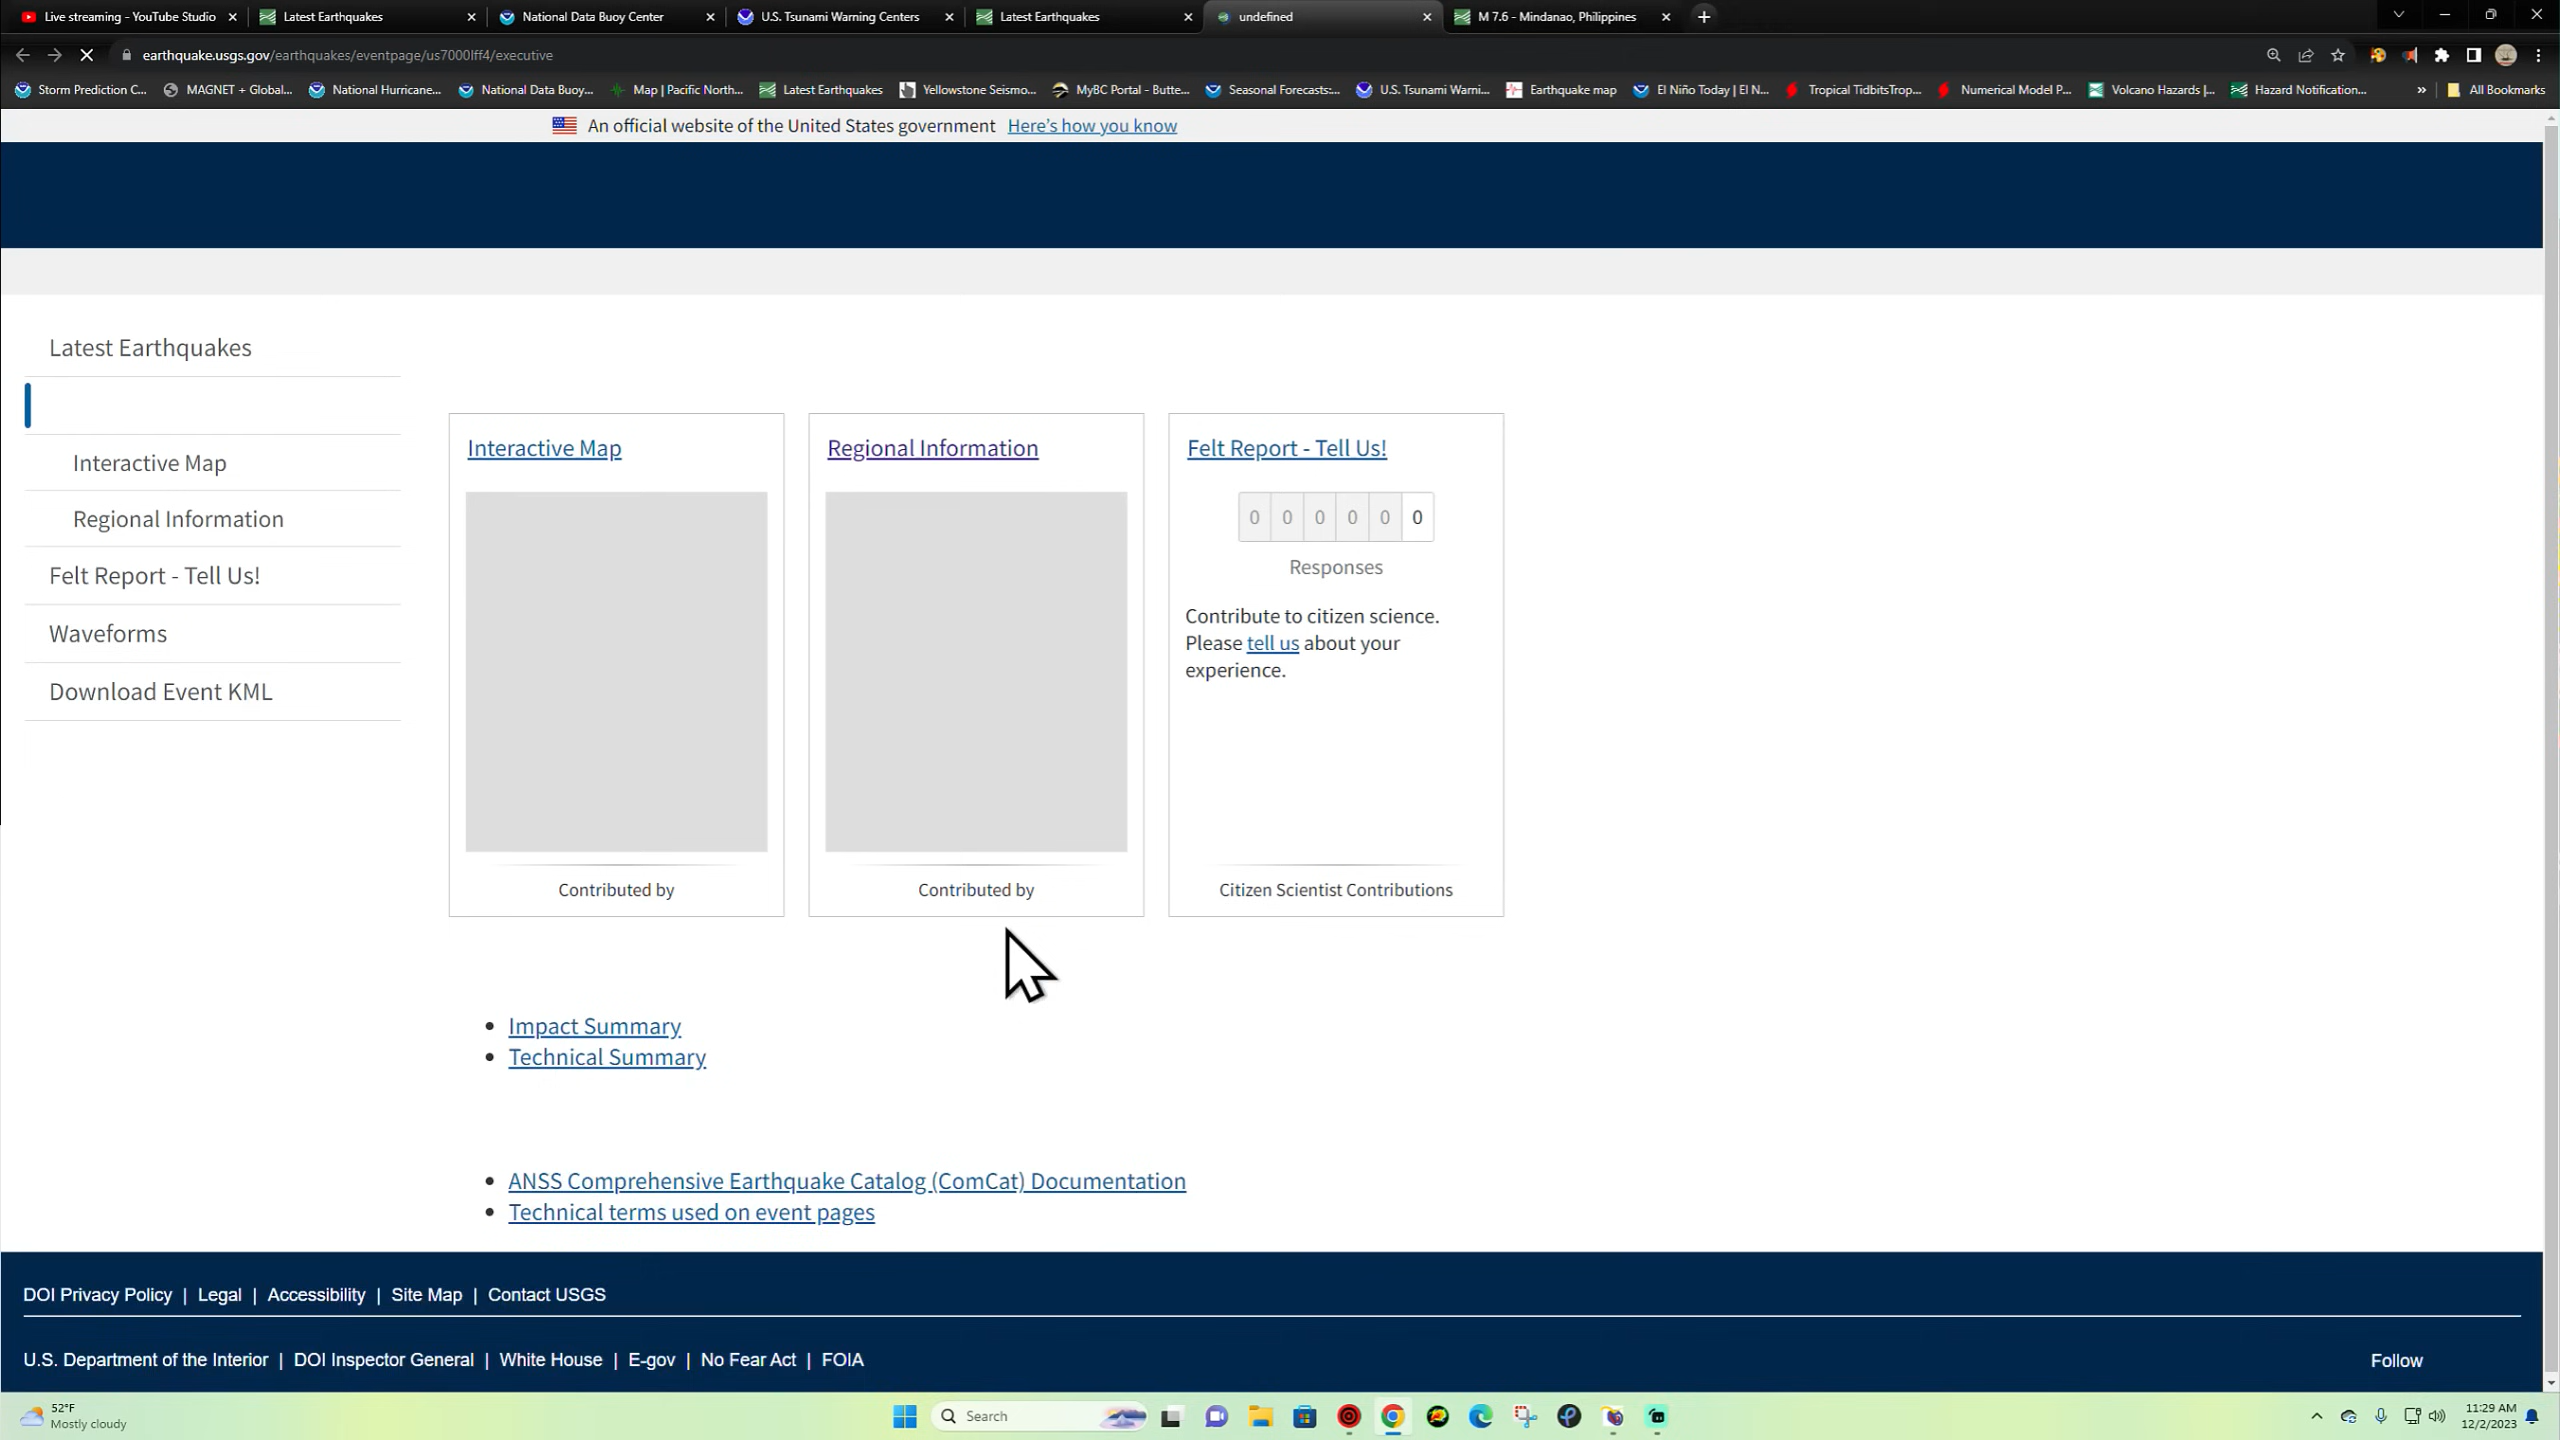 Live streaming - YouTube Studio
Latest Earthquakes
National Data Buoy Center
U.S. Tsunami Warning Centers
Latest Earthquakes
undefined
M 7.6 - Mindanao, Philippines
earthquake.usgs.gov/earthquakes/eventpage/us7000lff4/executive
Storm Prediction C...
MAGNET + Global...
National Hurricane...
National Data Buoy...
Map | Pacific North...
Latest Earthquakes
Yellowstone Seismo...
MyBC Portal - Butte...
Seasonal Forecasts:...
U.S. Tsunami Warni...
Earthquake map
El Niño Today | El N...
Tropical TidbitsTrop...
Numerical Model P...
Volcano Hazards |...
Hazard Notification...
»
All Bookmarks
An official website of the United States government Here's how you know
Latest Earthquakes
Interactive Map
Regional Information
Felt Report - Tell Us!
Waveforms
Download Event KML
Interactive Map
Contributed by
Regional Information
Contributed by
Felt Report - Tell Us!
0 0 0 0 0 0
Responses
Contribute to citizen science.
Please tell us about your
experience.
Citizen Scientist Contributions
• Impact Summary
• Technical Summary
• ANSS Comprehensive Earthquake Catalog (ComCat) Documentation
• Technical terms used on event pages
DOI Privacy Policy | Legal | Accessibility | Site Map | Contact USGS
U.S. Department of the Interior | DOI Inspector General | White House | E-gov | No Fear Act | FOIA
Follow
52°F
Mostly cloudy
Search
11:29 AM
12/2/2023